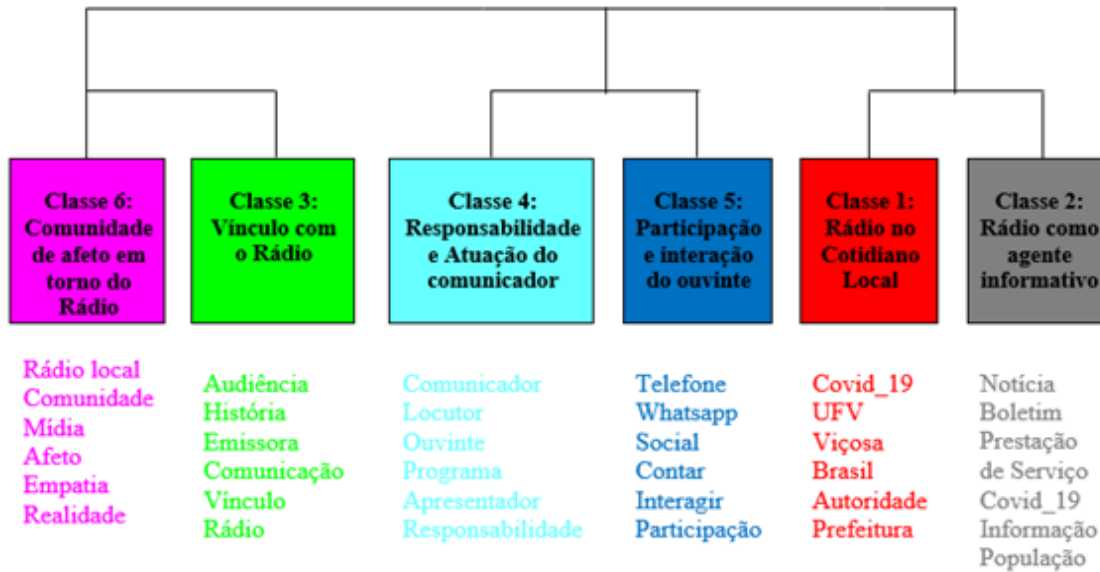 Classe 6:
Comunidade
de afeto em
torno do
Rádio
Classe 3:
Vínculo com
o Rádio
Classe 4:
Responsabilidade
e Atuação do
comunicador
Classe 5:
Participação
e interação
do ouvinte
Classe 1:
Rádio no
Cotidiano
Local
Classe 2:
Rádio como
agente
informativo
Rádio local
Comunidade
Mídia
Afeto
Empatia
Realidade
Audiência
História
Emissora
Comunicação
Vínculo
Rádio
Comunicador
Locutor
Ouvinte
Programa
Apresentador
Responsabilidade
Telefone
Whatsapp
Social
Contar
Interagir
Participação
Covid_19
UFV
Viçosa
Brasil
Autoridade
Prefeitura
Notícia
Boletim
Prestação
de Serviço
Covid_19
Informação
População